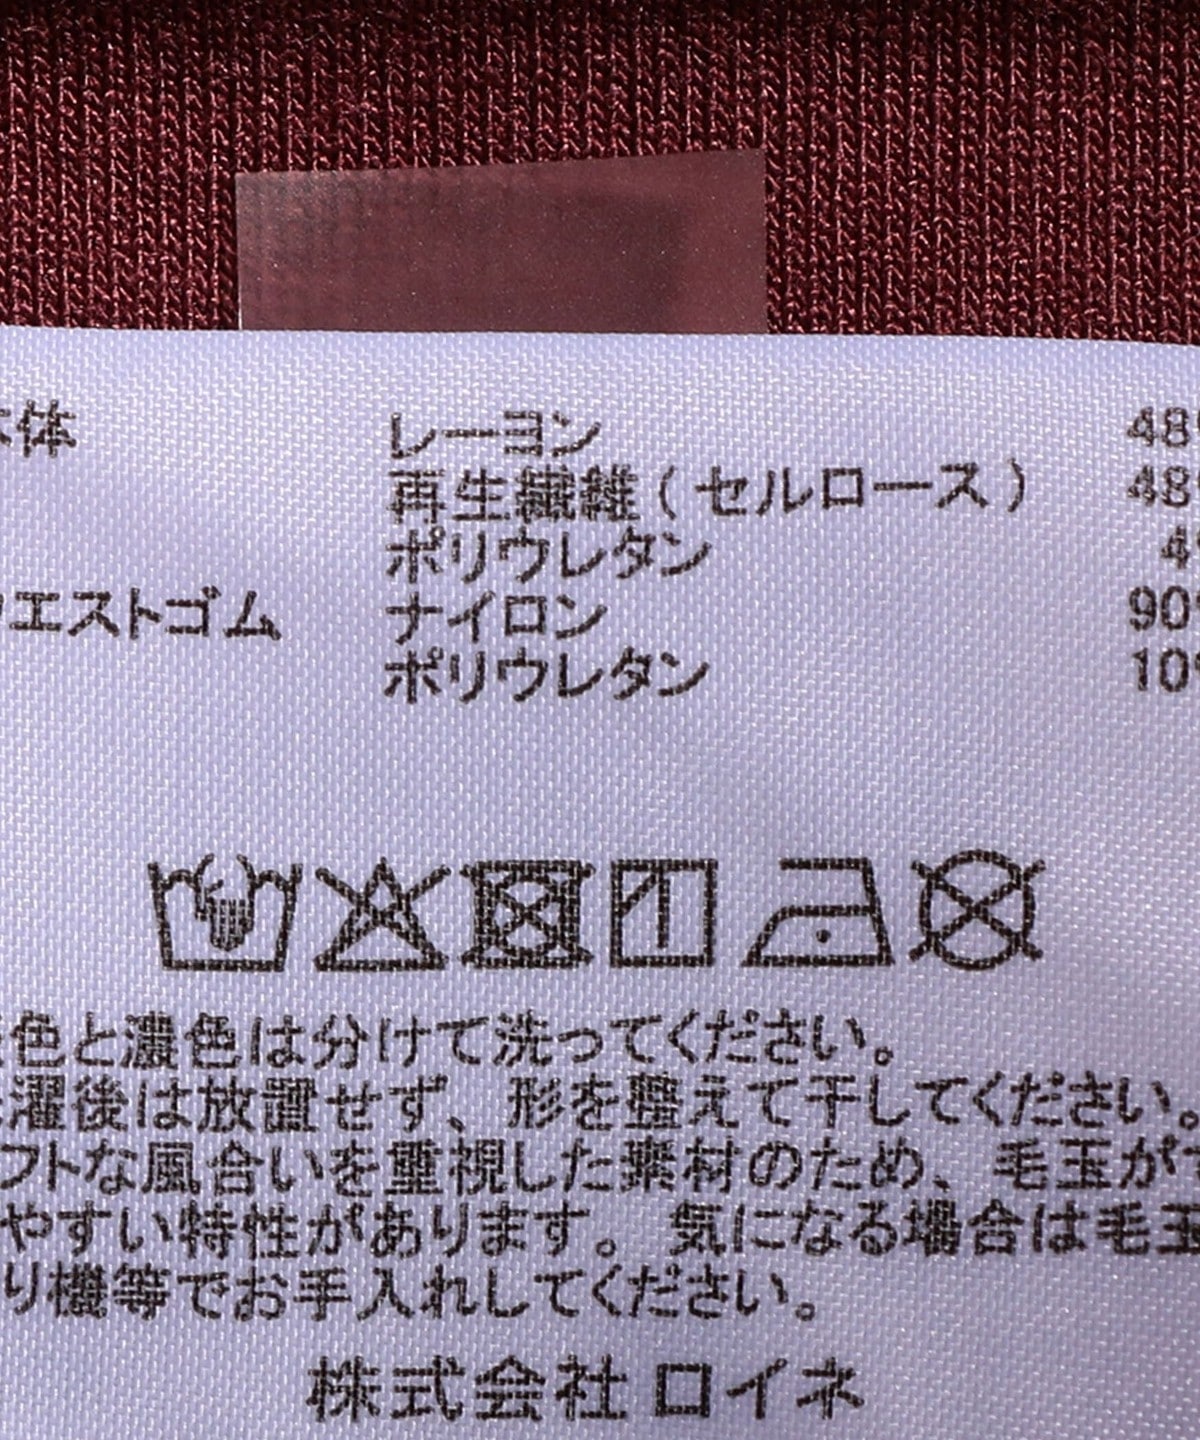 体 レーヨン 48
再生繊維(セルロース) 48
ポリウレタン 4
ウエストゴム ナイロン 90
ポリウレタン 10
色と濃色は分けて洗ってください。
濯後は放置せず、形を整えて干してください。
フトな風合いを重視した素材のため、毛玉が
やすい特性があります。気になる場合は毛玉
り機等でお手入れしてください。
株式会社ロイネ